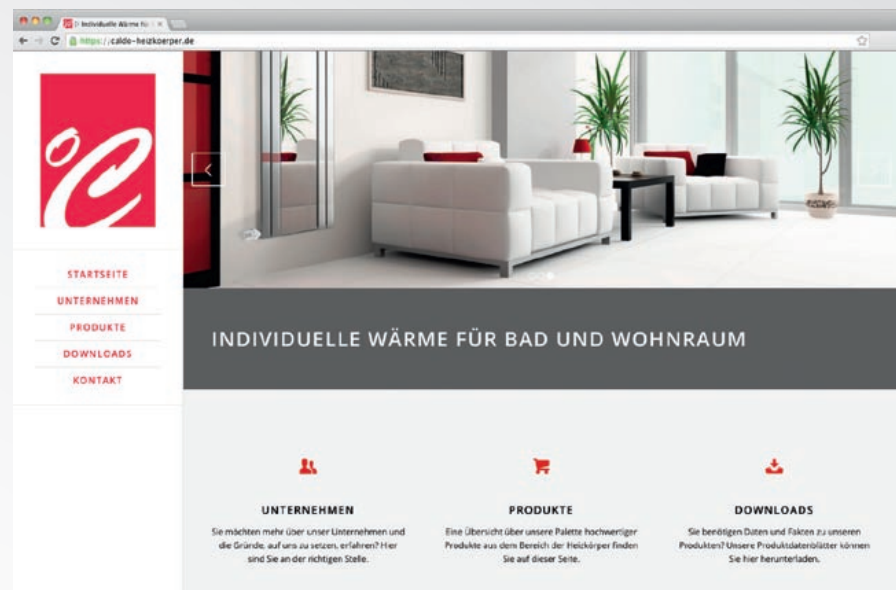 Individuelle Wärme für
https://caldo-heizkoerper.de
°C
STARTSEITE
UNTERNEHMEN
PRODUKTE
DOWNLOADS
KONTAKT
INDIVIDUELLE WÄRME FÜR BAD UND WOHNRAUM
UNTERNEHMEN
Sie möchten mehr über unser Unternehmen und
die Gründe, auf uns zu setzen, erfahren? Hier
sind Sie an der richtigen Stelle.
PRODUKTE
Eine Übersicht über unsere Palette hochwertiger
Produkte aus dem Bereich der Heizkörper finden
Sie auf dieser Seite.
DOWNLOADS
Sie benötigen Daten und Fakten zu unseren
Produkten? Unsere Produktdatenblätter können
Sie hier herunterladen.